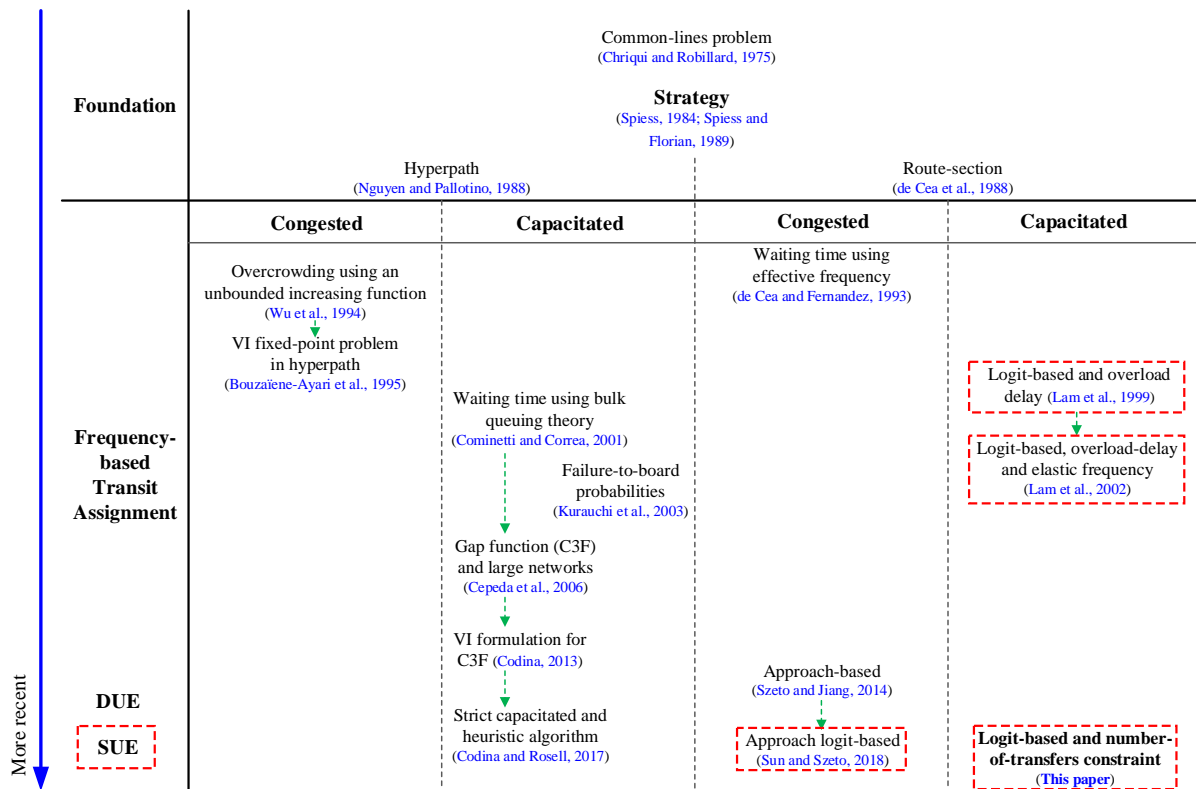 Common-lines problem
(Chriqui and Robillard, 1975)
Foundation
Strategy
(Spiess, 1984; Spiess and
Florian, 1989)
Hyperpath
(Nguyen and Pallotino, 1988)
Route-section
(de Cea et al., 1988)
Congested
Capacitated
Congested
Capacitated
Frequency-
based
Transit
Assignment
Overcrowding using an
unbounded increasing function
(Wu et al., 1994)
VI fixed-point problem
in hyperpath
(Bouzaïene-Ayari et al., 1995)
Waiting time using bulk
queuing theory
(Cominetti and Correa, 2001)
Failure-to-board
probabilities
(Kurauchi et al., 2003)
Gap function (C3F)
and large networks
(Cepeda et al., 2006)
VI formulation for
C3F (Codina, 2013)
Strict capacitated and
heuristic algorithm
(Codina and Rosell, 2017)
Waiting time using
effective frequency
(de Cea and Fernandez, 1993)
Approach-based
(Szeto and Jiang, 2014)
Approach logit-based
(Sun and Szeto, 2018)
Logit-based and overload
delay (Lam et al., 1999)
Logit-based, overload-delay
and elastic frequency
(Lam et al., 2002)
Logit-based and number-
of-transfers constraint
(This paper)
DUE
SUE
More recent